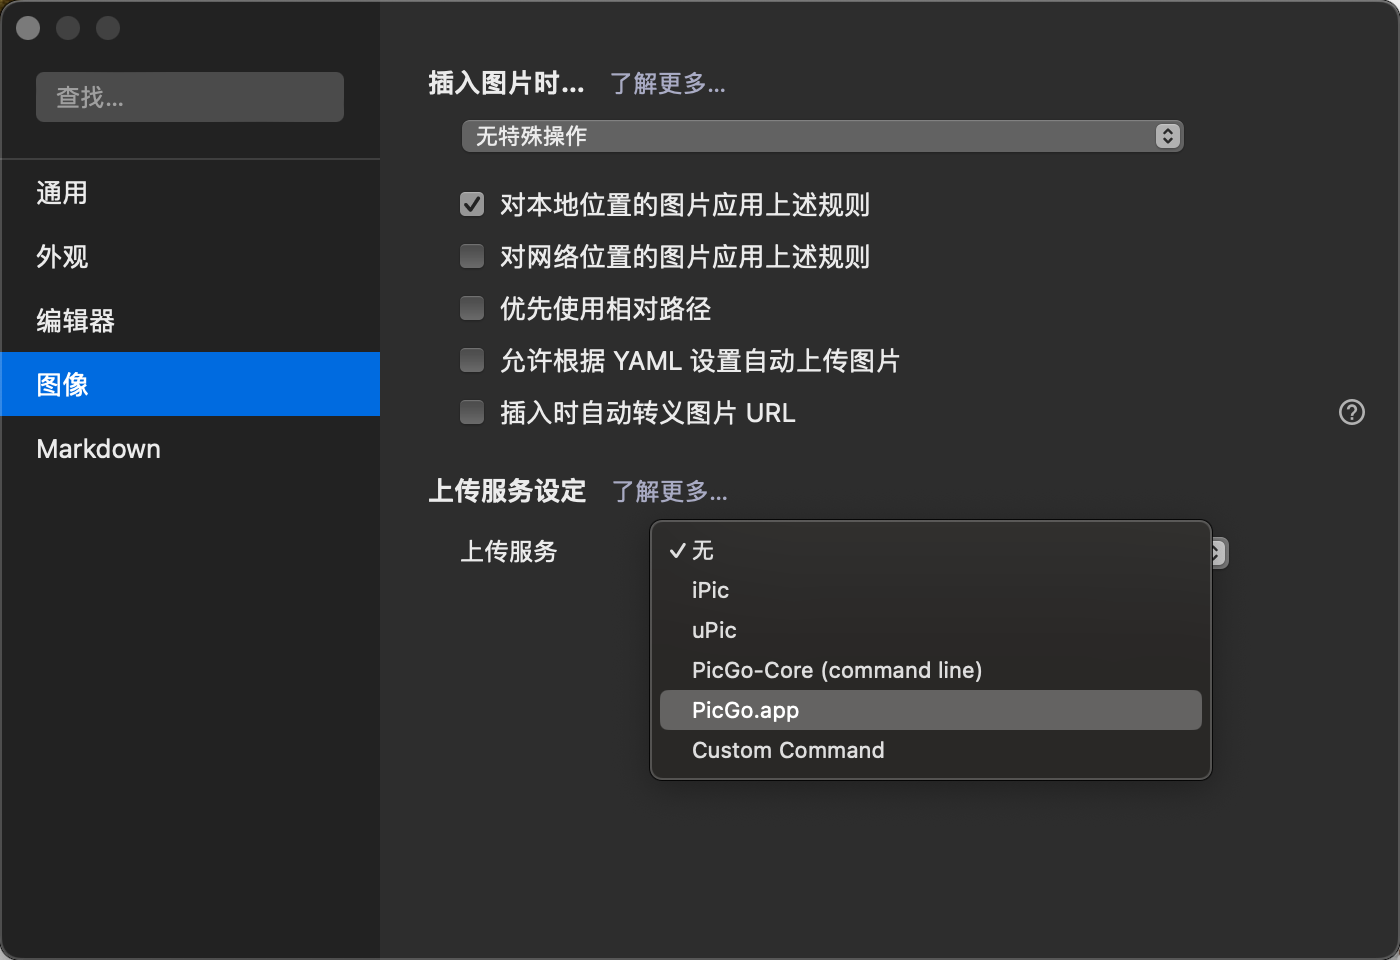 查找...
通用
外观
编辑器
图像
Markdown
插入图片时... 了解更多...
无特殊操作
对本地位置的图片应用上述规则
对网络位置的图片应用上述规则
优先使用相对路径
允许根据 YAML 设置自动上传图片
插入时自动转义图片 URL
?
上传服务设定 了解更多...
上传服务
✓ 无
iPic
uPic
PicGo-Core (command line)
PicGo.app
Custom Command